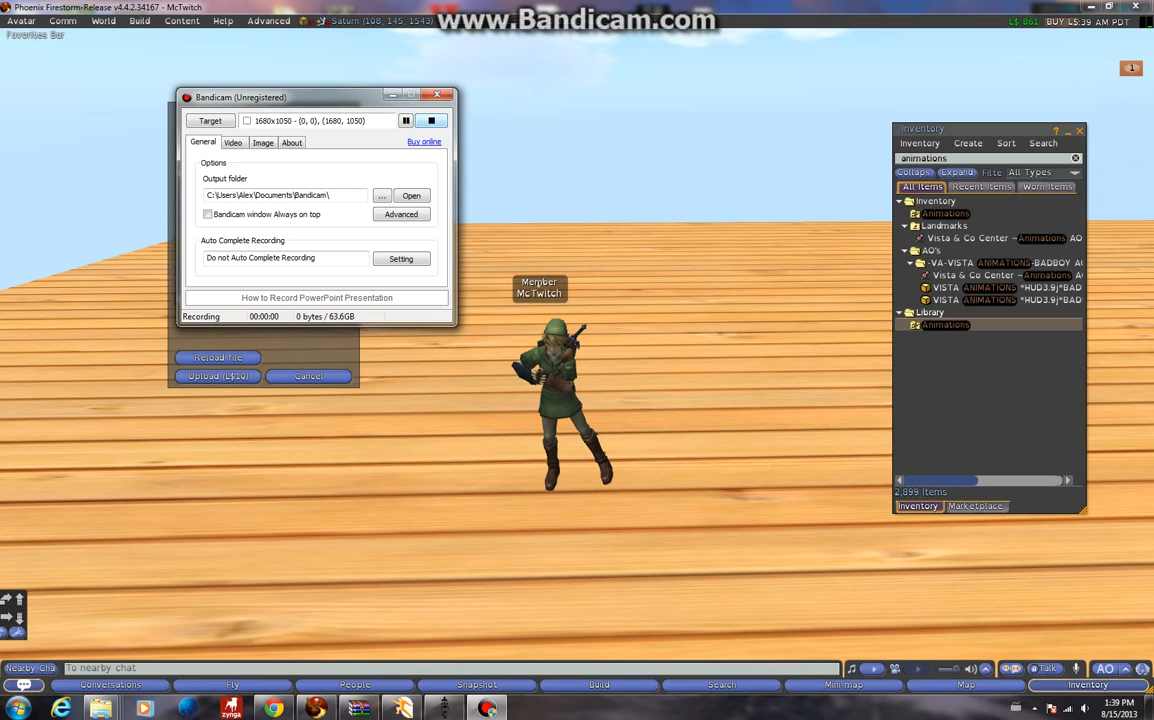 Phoenix Firestorm-Release v4.4.2.34167 - McTwitch
www.Bandicam.com
Avatar Comm World Build Content Help Advanced Saturn (108, 145, 1543) L$ 861 BUY L$ :39 AM PDT
Favorites Bar
1
Bandicam (Unregistered)
Target 1680x1050 - (0, 0), (1680, 1050)
General Video Image About Buy online
Options
Output folder
C:\Users\Alex\Documents\Bandicam\ ... Open
Bandicam window Always on top Advanced
Auto Complete Recording
Do not Auto Complete Recording Setting
How to Record PowerPoint Presentation
Recording 00:00:00 0 bytes / 63.6GB
Reload file
Upload (L$10) Cancel
Member
McTwitch
Inventory ?
Inventory Create Sort Search
animations
Collaps Expand Filte All Types
All Items Recent Items Worn Items
Inventory
Animations
Landmarks
Vista & Co Center ~Animations AO
AO's
-VA-VISTA ANIMATIONS-BADBOY AO
Vista & Co Center ~Animations AO
VISTA ANIMATIONS *HUD3.9j*BAD
VISTA ANIMATIONS *HUD3.9j*BAD
Library
Animations
2,899 Items
Inventory Marketplace
Nearby Cha To nearby chat Talk AO
Conversations Fly People Snapshot Build Search Mini-map Map Inventory
zynga
1:39 PM
8/15/2013